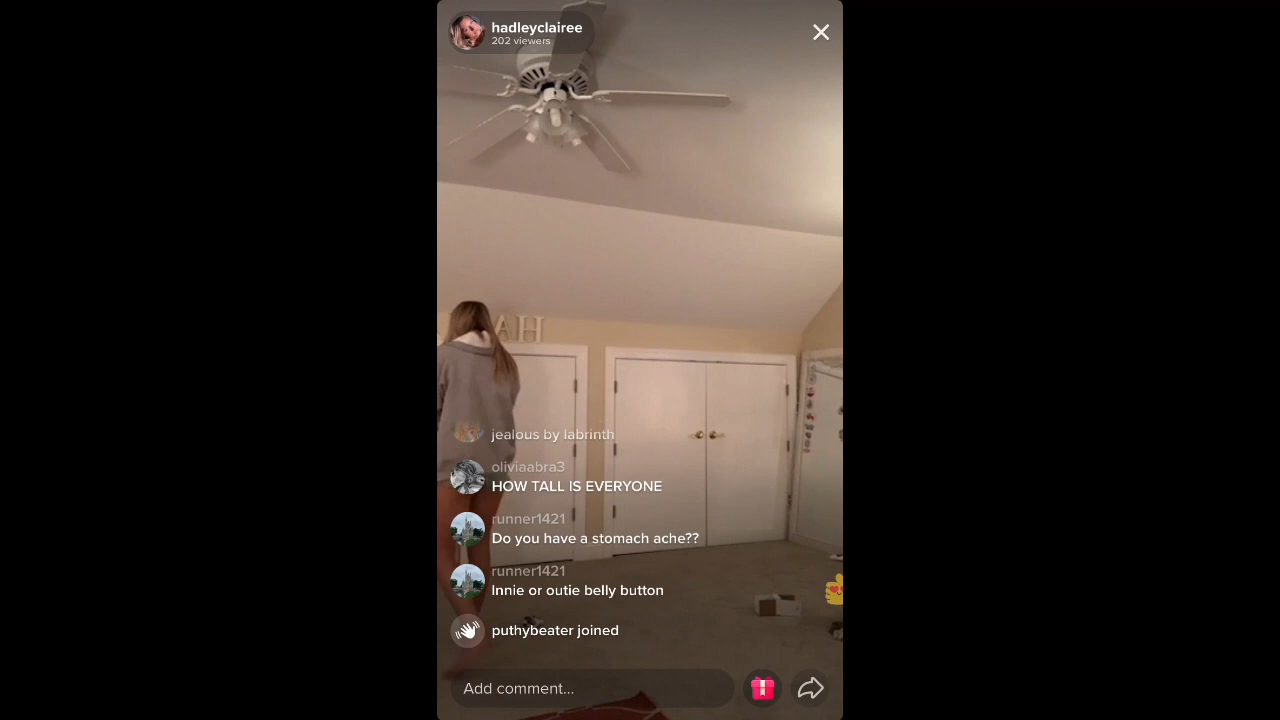 hadleyclairee
202 viewers
AH
jealous by labrinth
oliviaabra3
HOW TALL IS EVERYONE
runner1421
Do you have a stomach ache??
runner1421
Innie or outie belly button
puthybeater joined
Add comment...